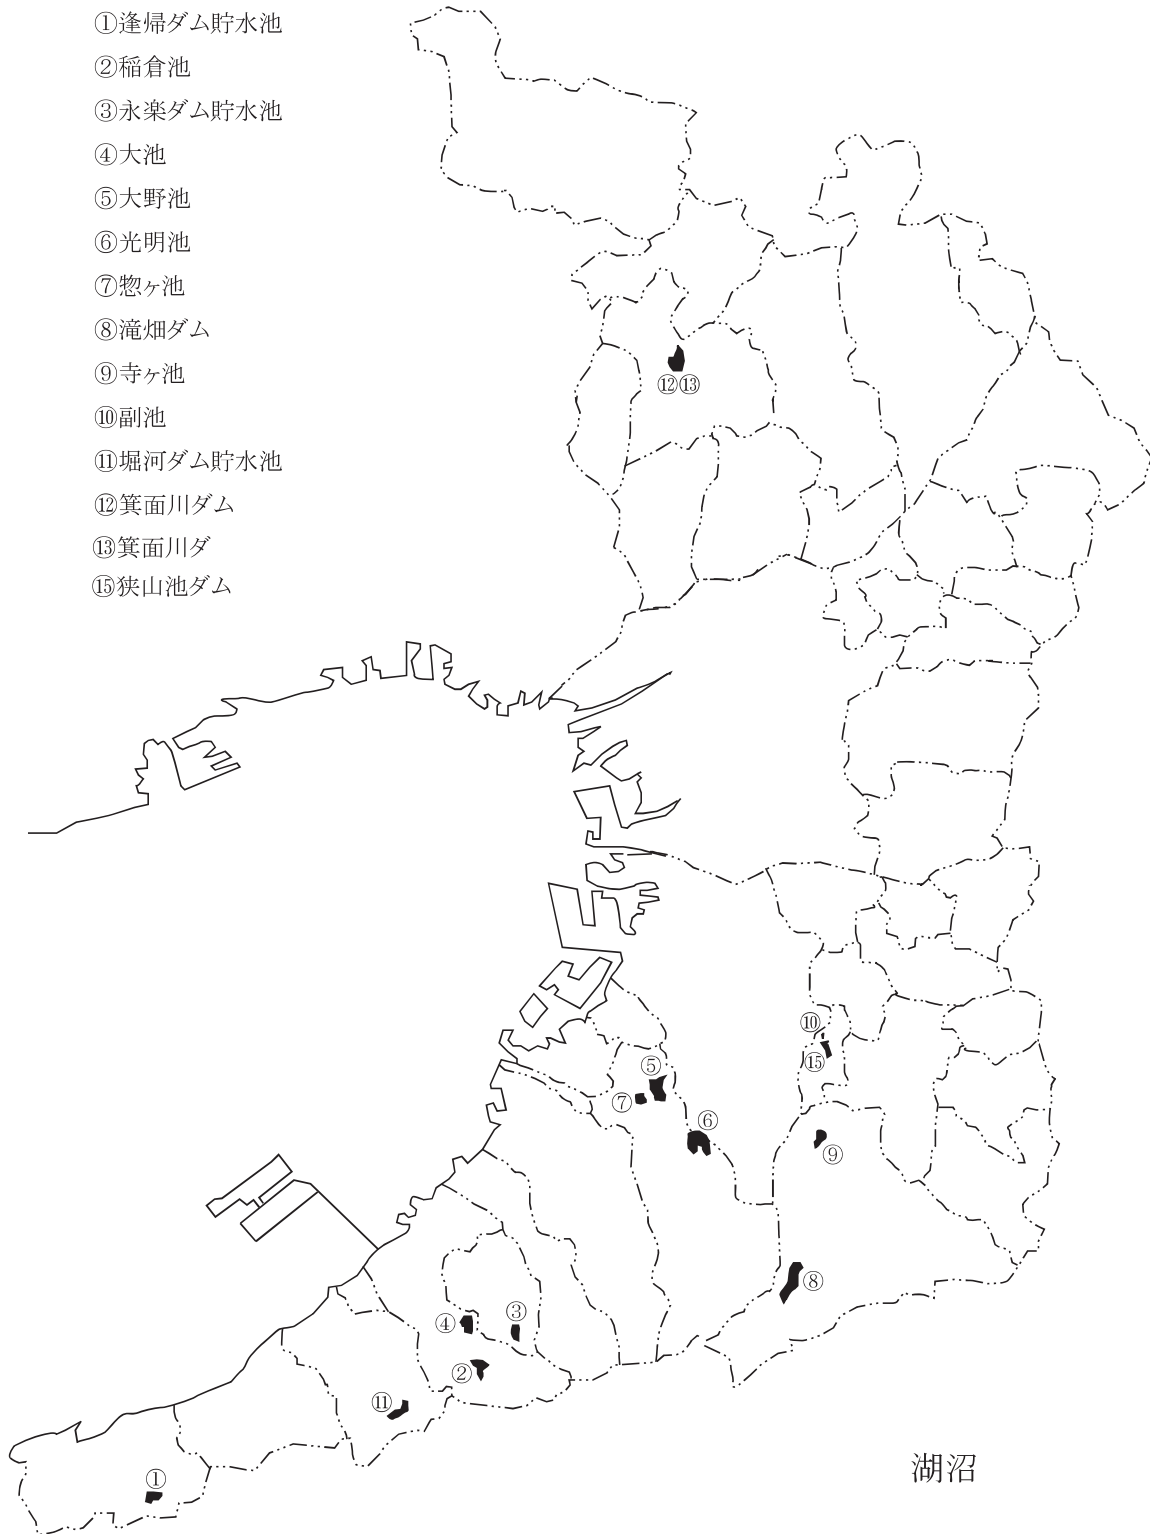 ①逢帰ダム貯水池
②稲倉池
③永楽ダム貯水池
④大池
⑤大野池
⑥光明池
⑦惣ヶ池
⑧滝畑ダム
⑨寺ヶ池
⑩副池
⑪堀河ダム貯水池
⑫箕面川ダム
⑬箕面川ダ
⑮狭山池ダム
⑫⑬
⑩
⑮
⑤
⑦
⑥
⑨
⑧
③
④
②
⑪
①
湖沼